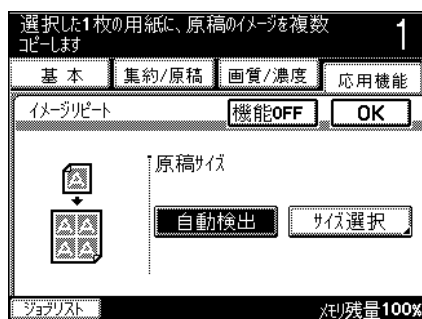 選択した1枚の用紙に、原稿のイメージを複数
コピーします
1
基本 集約/原稿 画質/濃度 応用機能
イメージリピート 機能OFF OK
原稿サイズ
自動検出 サイズ選択
ジョブリスト メモリ残量100%